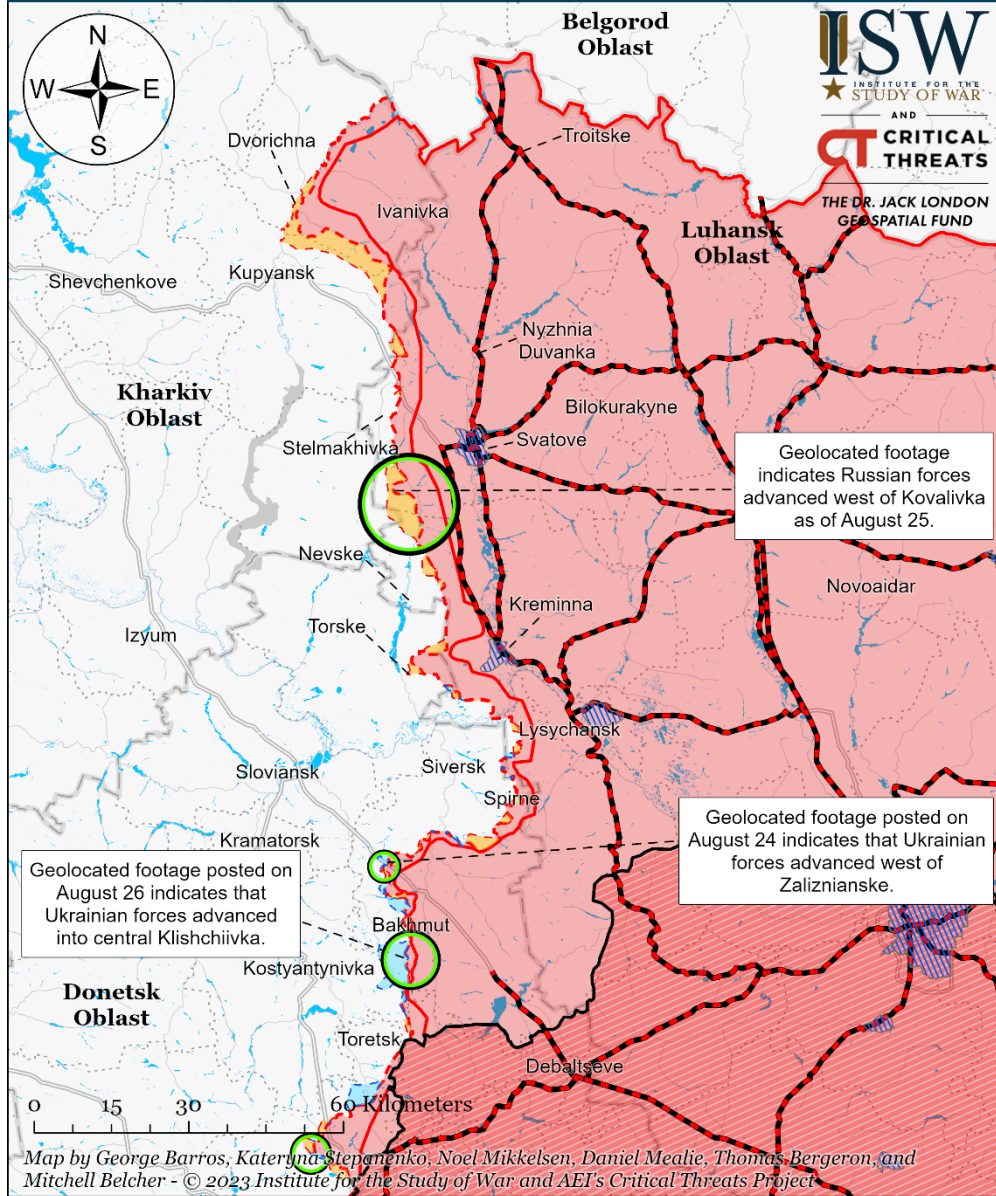 Belgorod
Oblast
ISW
INSTITUTE FOR THE
STUDY OF WAR
AND
CT CRITICAL
THREATS
THE DR. JACK LONDON
GEOSPATIAL FUND
N
W
E
S
Dvorichna
Troitske
Ivanivka
Luhansk
Oblast
Shevchenkove
Kupyansk
Nyzhnia
Duvanka
Kharkiv
Oblast
Bilokurakyne
Stelmakhivka
Svatove
Geolocated footage
indicates Russian forces
advanced west of Kovalivka
as of August 25.
Nevske
Novoaidar
Kreminna
Torske
Izyum
Lysychansk
Sloviansk
Siversk
Spirne
Kramatorsk
Geolocated footage posted on
August 24 indicates that Ukrainian
forces advanced west of
Zaliznianske.
Geolocated footage posted on
August 26 indicates that
Ukrainian forces advanced
into central Klishchiivka.
Bakhmut
Kostyantynivka
Donetsk
Oblast
Toretsk
Debaltseve
0 15 30 60 Kilometers
Map by George Barros, Kateryna Stepanenko, Noel Mikkelsen, Daniel Mealie, Thomas Bergeron, and
Mitchell Belcher - © 2023 Institute for the Study of War and AEI's Critical Threats Project